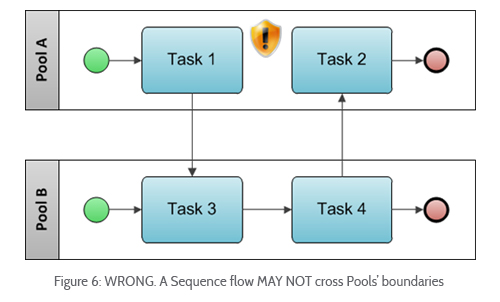 Pool A
Task 1
Task 2
Pool B
Task 3
Task 4
Figure 6: WRONG. A Sequence flow MAY NOT cross Pools' boundaries